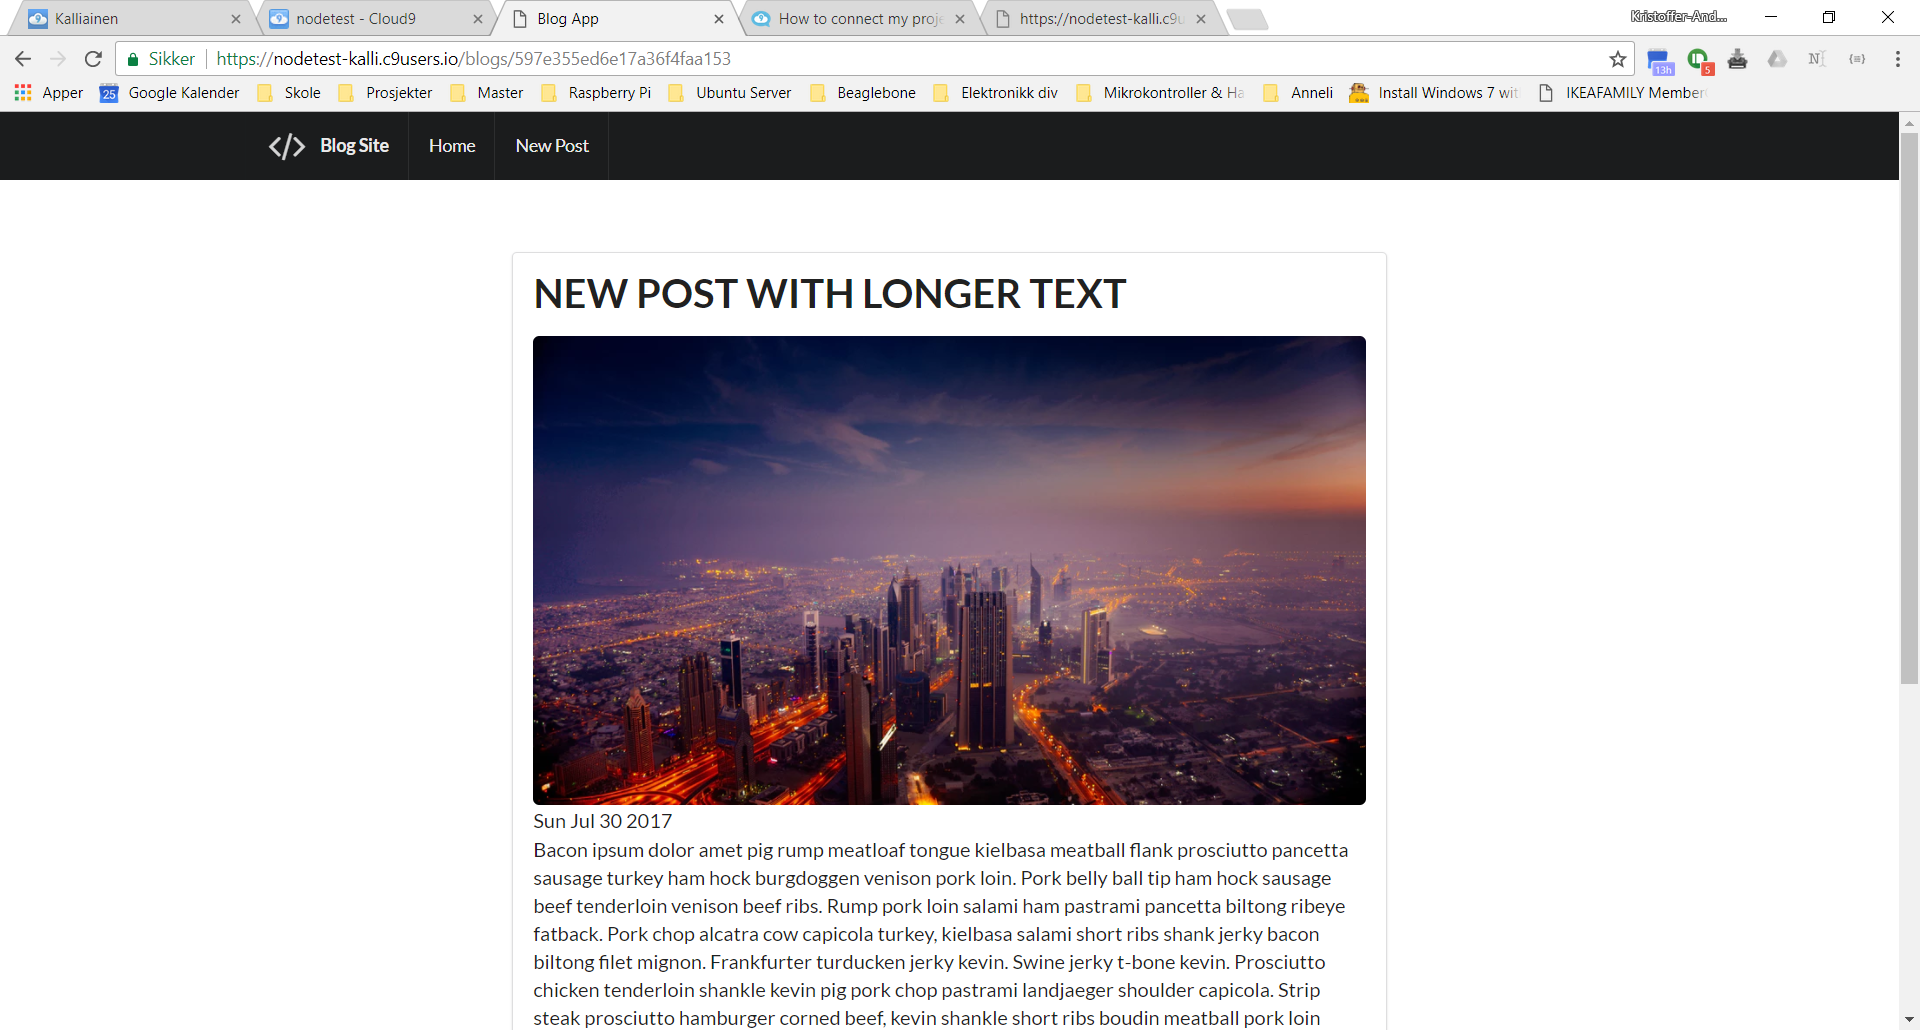 Kalliainen
nodetest - Cloud9
Blog App
How to connect my proje
https://nodetest-kalli.c9u
Kristoffer-And...
Sikker
https://nodetest-kalli.c9users.io/blogs/597e355ed6e17a36f4faa153
13h
5
Apper
25
Google Kalender
Skole
Prosjekter
Master
Raspberry Pi
Ubuntu Server
Beaglebone
Elektronikk div
Mikrokontroller & Ha
Anneli
Install Windows 7 wit
IKEAFAMILY Member
</> Blog Site
Home
New Post
NEW POST WITH LONGER TEXT
Sun Jul 30 2017
Bacon ipsum dolor amet pig rump meatloaf tongue kielbasa meatball flank prosciutto pancetta
sausage turkey ham hock burgdoggen venison pork loin. Pork belly ball tip ham hock sausage
beef tenderloin venison beef ribs. Rump pork loin salami ham pastrami pancetta biltong ribeye
fatback. Pork chop alcatra cow capicola turkey, kielbasa salami short ribs shank jerky bacon
biltong filet mignon. Frankfurter turducken jerky kevin. Swine jerky t-bone kevin. Prosciutto
chicken tenderloin shankle kevin pig pork chop pastrami landjaeger shoulder capicola. Strip
steak prosciutto hamburger corned beef, kevin shankle short ribs boudin meatball pork loin